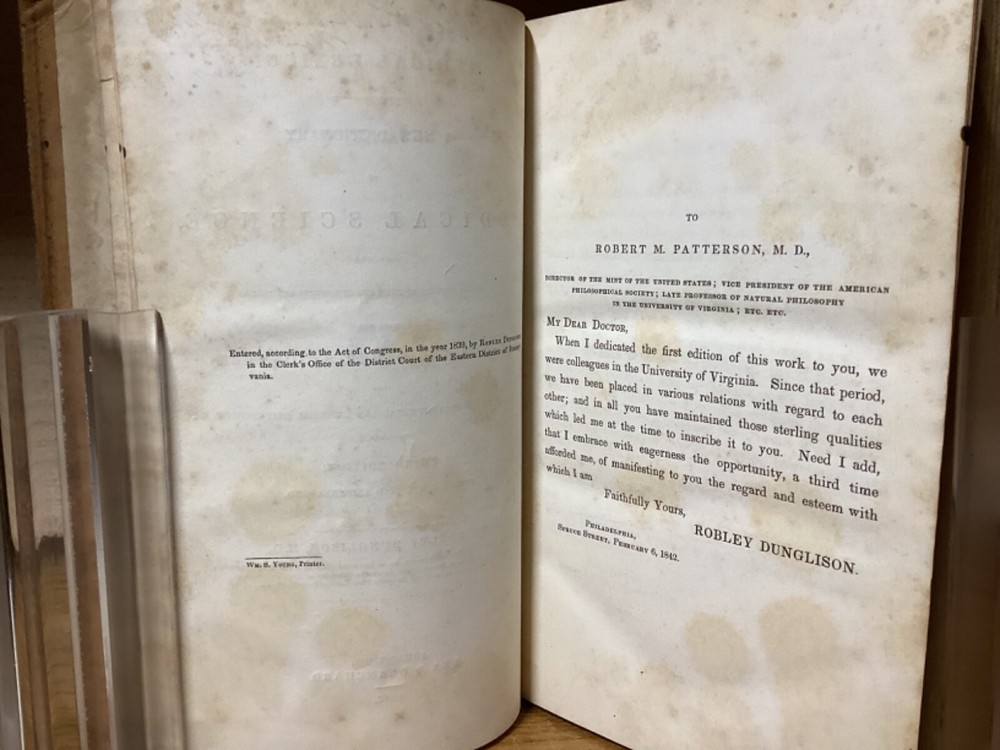 Entered, according to the Act of Congress, in the year 1839, by
in the Clerk's Office of the District Court of the Eastern District of
vania.
Wm. S. Young, Printer.
TO
ROBERT M. PATTERSON, M. D.,
DIRECTOR OF THE MINT OF THE UNITED STATES; VICE PRESIDENT OF THE AMERICAN
PHILOSOPHICAL SOCIETY; LATE PROFESSOR OF NATURAL PHILOSOPHY
IN THE UNIVERSITY OF VIRGINIA; ETC. ETC.
My Dear Doctor,
When I dedicated the first edition of this work to you, we
were colleagues in the University of Virginia. Since that period,
we have been placed in various relations with regard to each
other; and in all you have maintained those sterling qualities
which led me at the time to inscribe it to you. Need I add,
that I embrace with eagerness the opportunity, a third time
afforded me, of manifesting to you the regard and esteem with
which I am
Faithfully Yours,
ROBLEY DUNGLISON.
Philadelphia,
Spruce Street, February 6, 1842.